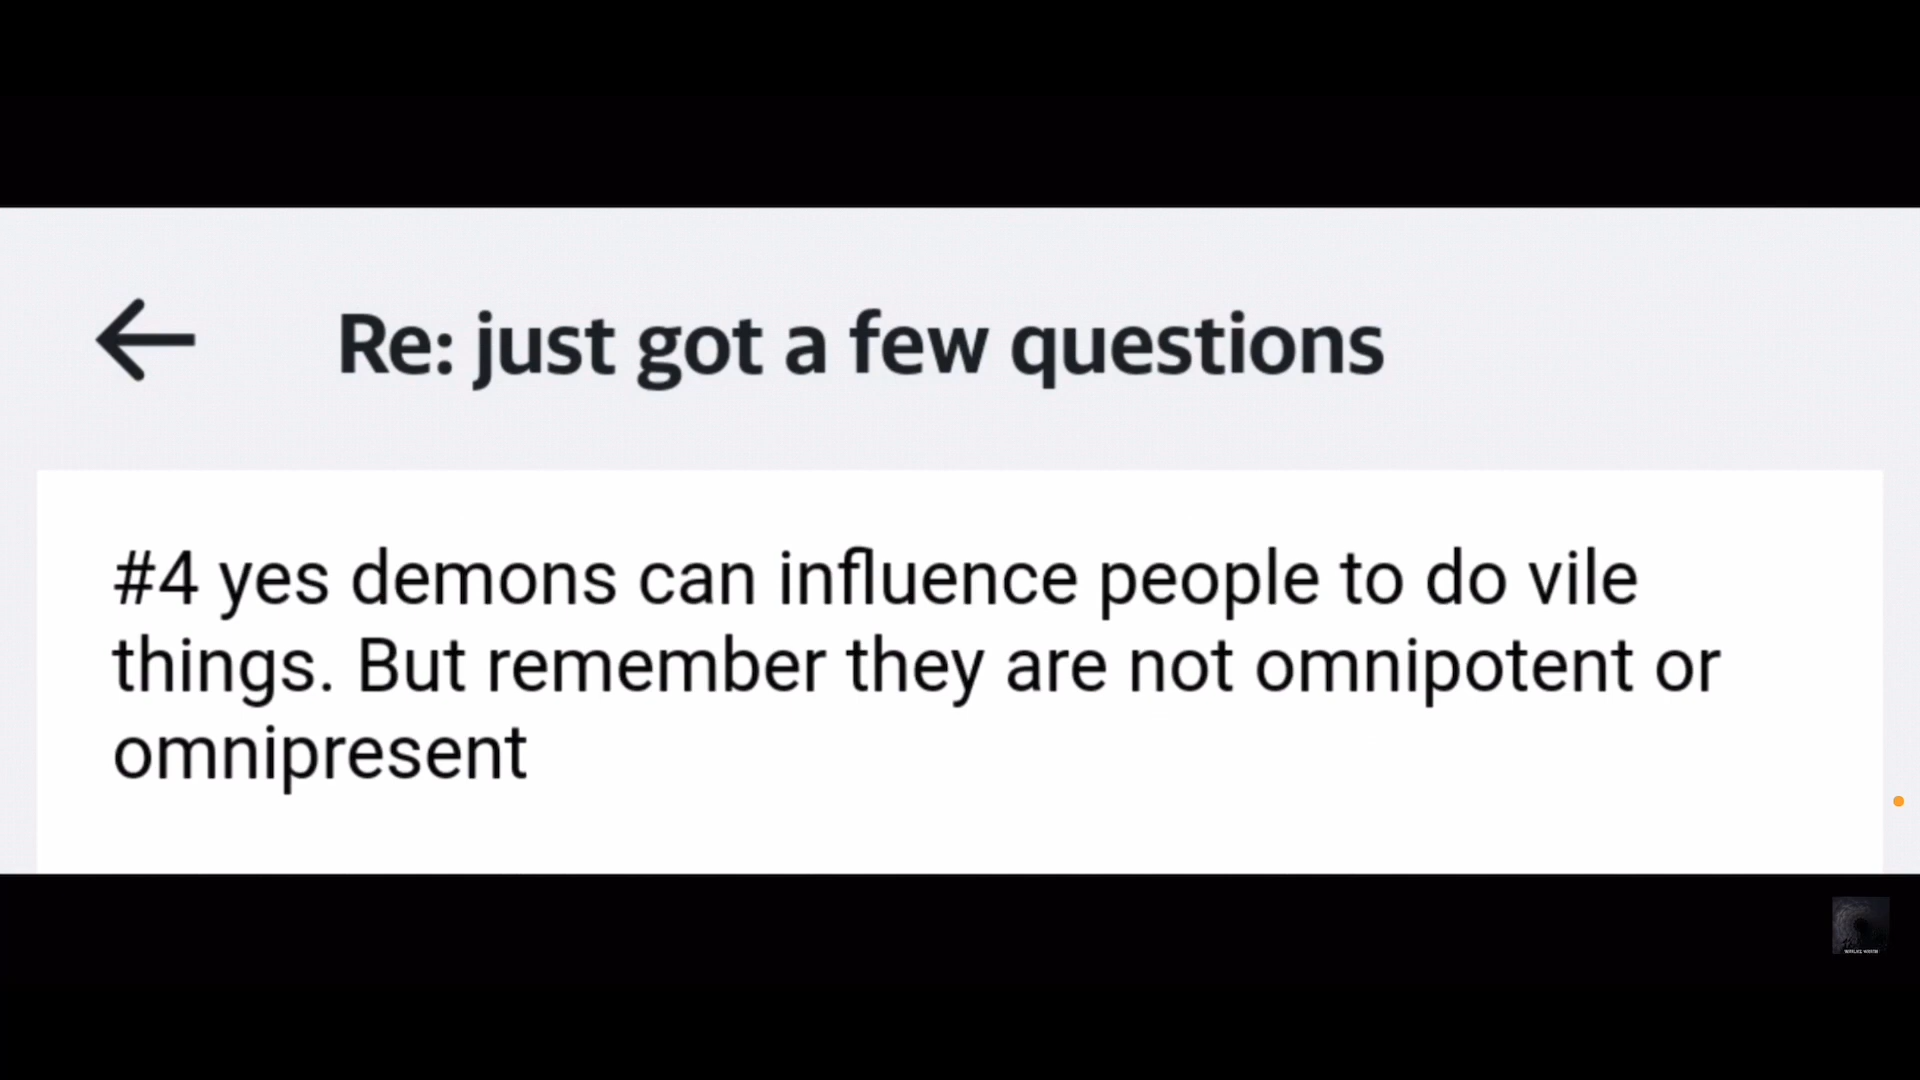 Re: just got a few questions
#4 yes demons can influence people to do vile
things. But remember they are not omnipotent or
omnipresent